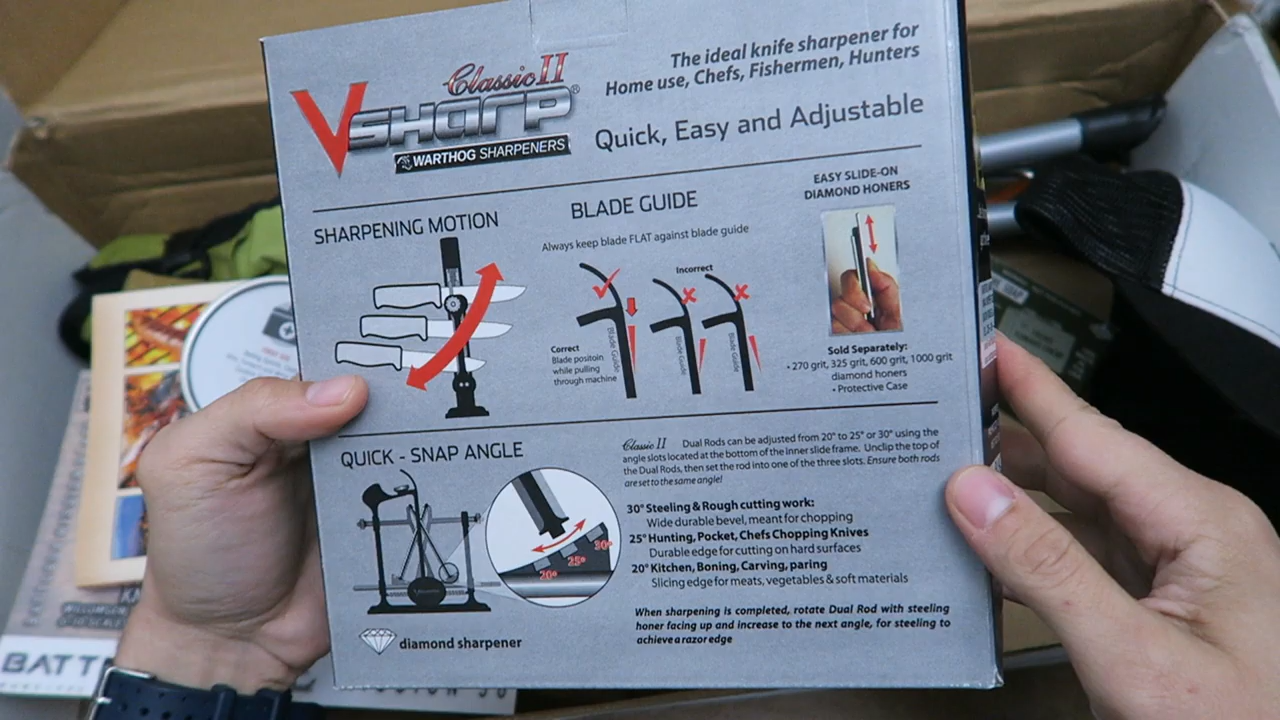 Classic II
VSHARP®
WARTHOG SHARPENERS
The ideal knife sharpener for
Home use, Chefs, Fishermen, Hunters
Quick, Easy and Adjustable
SHARPENING MOTION
BLADE GUIDE
Always keep blade FLAT against blade guide
Incorrect
Correct
Blade positoin
while pulling
through machine
Blade Guide
Blade Guide
Blade Guide
EASY SLIDE-ON
DIAMOND HONERS
Sold Separately:
• 270 grit, 325 grit, 600 grit, 1000 grit
diamond honers
• Protective Case
QUICK - SNAP ANGLE
20°
25°
30°
diamond sharpener
Classic II Dual Rods can be adjusted from 20° to 25° or 30° using the
angle slots located at the bottom of the inner slide frame. Unclip the top of
the Dual Rods, then set the rod into one of the three slots. Ensure both rods
are set to the same angle!
30° Steeling & Rough cutting work:
Wide durable bevel, meant for chopping
25° Hunting, Pocket, Chefs Chopping Knives
Durable edge for cutting on hard surfaces
20° Kitchen, Boning, Carving, paring
Slicing edge for meats, vegetables & soft materials
When sharpening is completed, rotate Dual Rod with steeling
honer facing up and increase to the next angle, for steeling to
achieve a razor edge
BATT